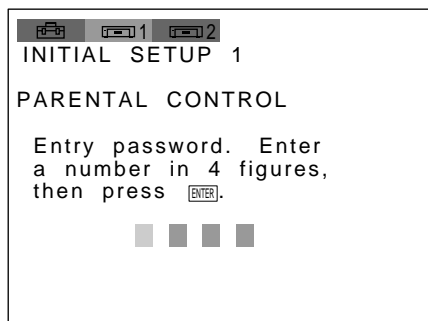 1 2
INITIAL SETUP 1
PARENTAL CONTROL
Entry password. Enter
a number in 4 figures,
then press ENTER.